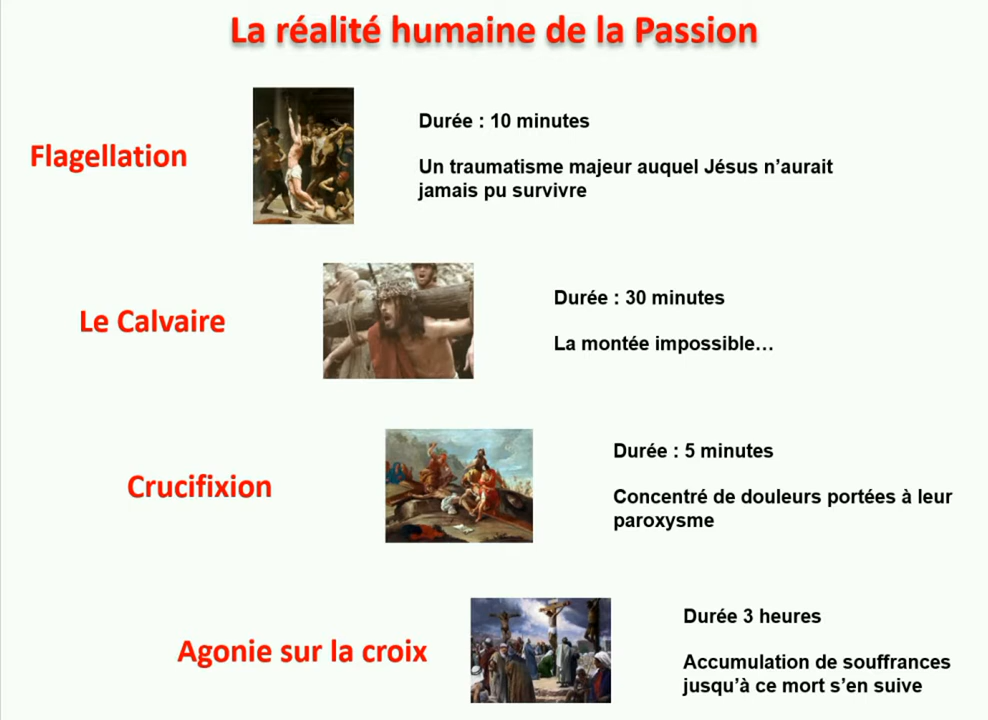 La réalité humaine de la Passion
Flagellation
Durée : 10 minutes
Un traumatisme majeur auquel Jésus n’aurait
jamais pu survivre
Le Calvaire
Durée : 30 minutes
La montée impossible…
Crucifixion
Durée : 5 minutes
Concentré de douleurs portées à leur
paroxysme
Agonie sur la croix
Durée 3 heures
Accumulation de souffrances
jusqu’à ce mort s’en suive